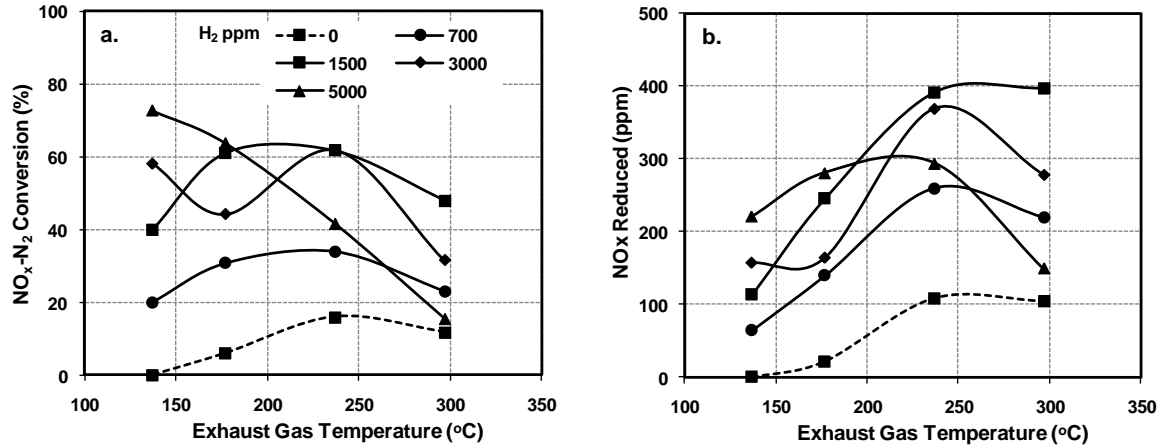 a.
H₂ ppm
0
700
1500
3000
5000
100
80
60
40
20
0
NOₓ-N₂ Conversion (%)
100 150 200 250 300 350
Exhaust Gas Temperature (°C)
b.
500
400
300
200
100
0
NOx Reduced (ppm)
100 150 200 250 300 350
Exhaust Gas Temperature (°C)